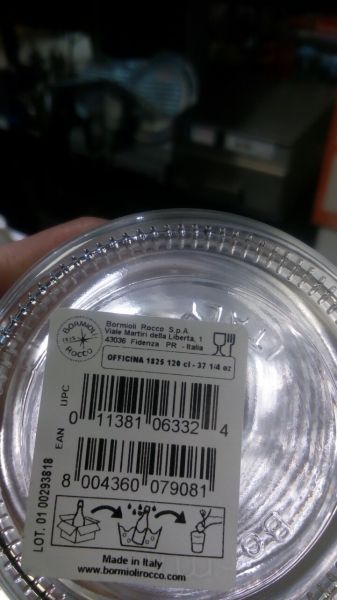 BORMIOLI
1825
ROCCO
Bormioli Rocco S.p.A.
Viale Martiri della Liberta, 1
43036 Fidenza PR - Italia
OFFICINA 1825 120 cl - 37 1/4 oz
UPC
0 11381 06332 4
EAN
8 004360 079081
LOT. 01 00293818
Made in Italy
www.bormiolirocco.com